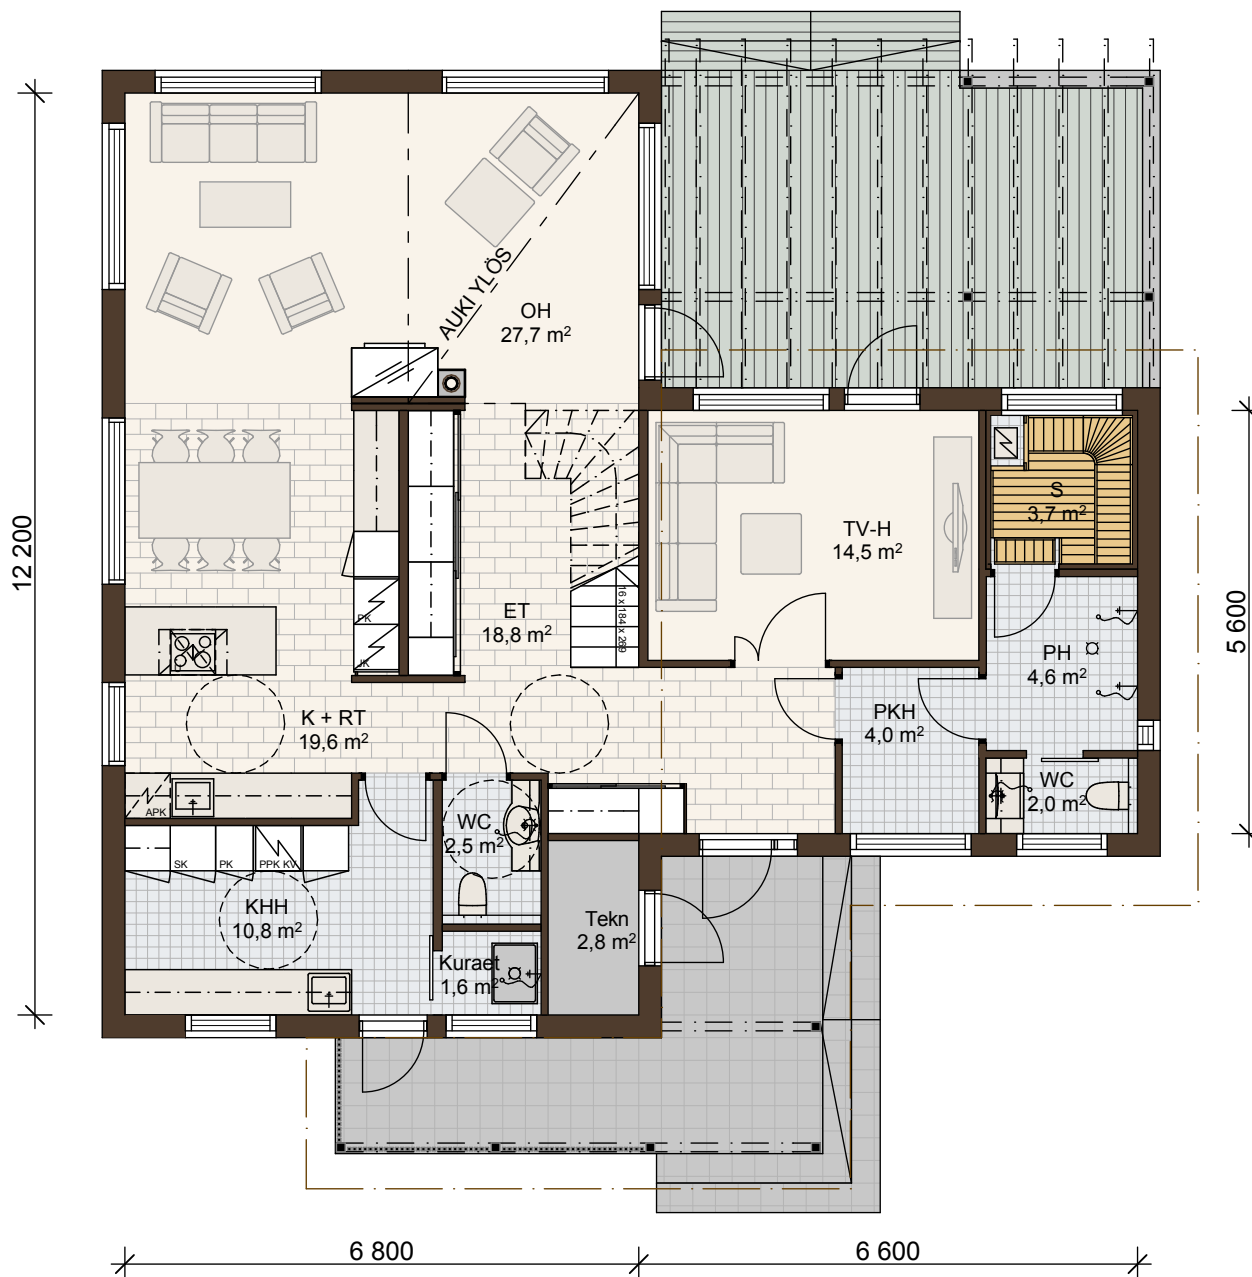 AUKI YLÖS
OH
27,7 m²
12 200
S
3,7 m²
TV-H
14,5 m²
5 600
PK
JK
ET
18,8 m²
16 x 184 x 269
PH
4,6 m²
K + RT
19,6 m²
PKH
4,0 m²
APK
WC
2,5 m²
WC
2,0 m²
SK
PK
PPK KV
KHH
10,8 m²
Tekn
2,8 m²
Kuraet
1,6 m²
6 800
6 600